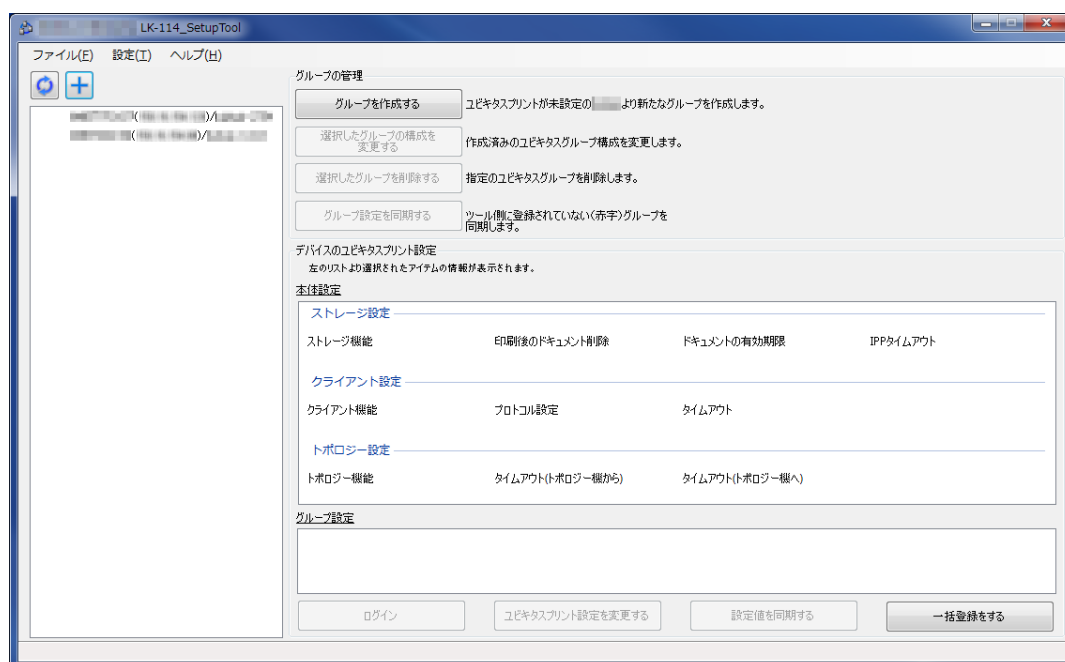 LK-114_SetupTool
ファイル(F) 設定(T) ヘルプ(H)
グループの管理
グループを作成する
ユビキタスプリントが未設定の より新たなグループを作成します。
選択したグループの構成を
変更する
作成済みのユビキタスグループ構成を変更します。
選択したグループを削除する
指定のユビキタスグループを削除します。
グループ設定を同期する
ツール側に登録されていない(赤字)グループを
同期します。
デバイスのユビキタスプリント設定
左のリストより選択されたアイテムの情報が表示されます。
本体設定
ストレージ設定
ストレージ機能 印刷後のドキュメント削除 ドキュメントの有効期限 IPPタイムアウト
クライアント設定
クライアント機能 プロトコル設定 タイムアウト
トポロジー設定
トポロジー機能 タイムアウト(トポロジー機から) タイムアウト(トポロジー機へ)
グループ設定
ログイン ユビキタスプリント設定を変更する 設定値を同期する 一括登録をする